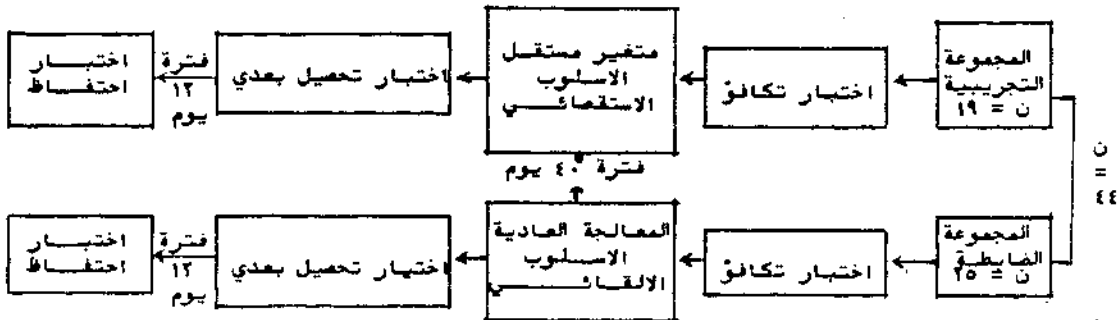 ن
=
٤٤
المجموعة
التجريبية
ن = ١٩
اختبار تكافؤ
متغير مستقل
الاسلوب
الاستقصائي
اختبار تحصيل بعدي
فترة
١٢
يوم
اختبار
احتفاظ
فترة ٤٠ يوم
المجموعة
الضابطة
ن = ٢٥
اختبار تكافؤ
المعالجة العادية
الاسلوب
الالقائي
اختبار تحصيل بعدي
فترة
١٢
يوم
اختبار
احتفاظ